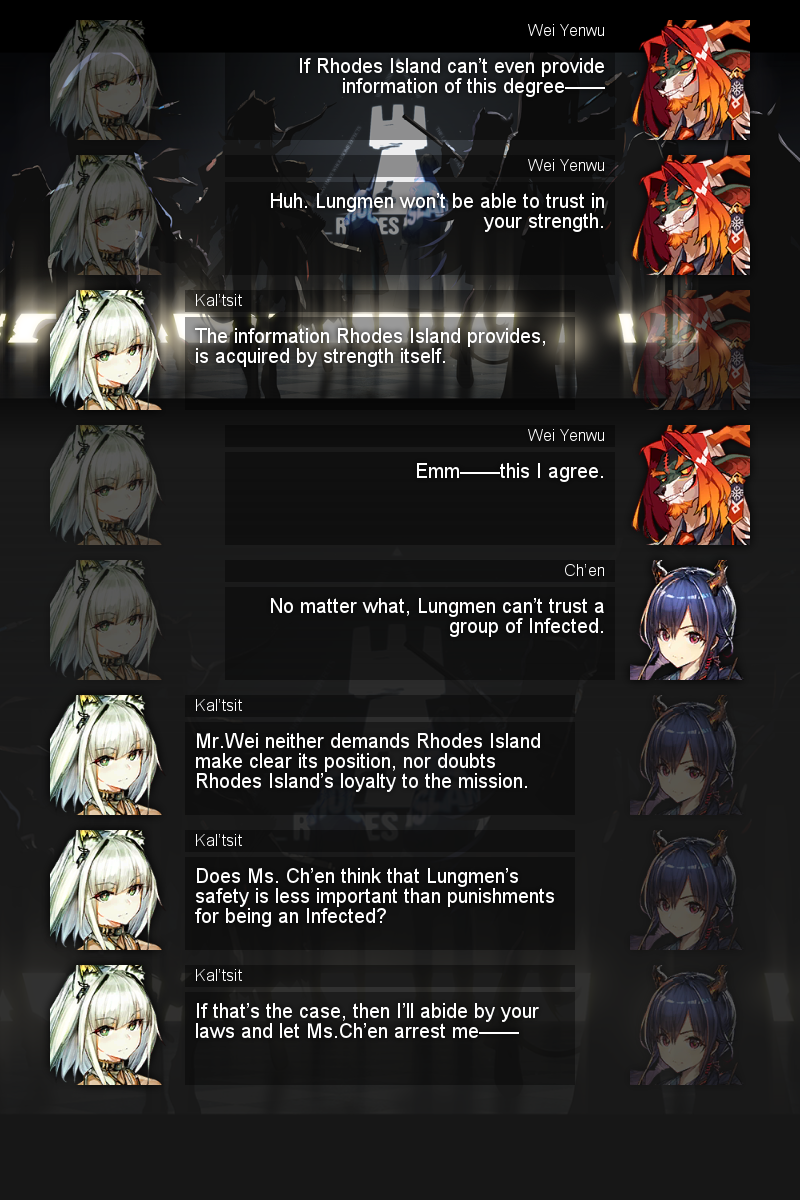 Wei Yenwu
If Rhodes Island can't even provide
information of this degree——
Wei Yenwu
Huh. Lungmen won't be able to trust in
your strength.
Kal'tsit
The information Rhodes Island provides,
is acquired by strength itself.
Wei Yenwu
Emm——this I agree.
Ch'en
No matter what, Lungmen can't trust a
group of Infected.
Kal'tsit
Mr.Wei neither demands Rhodes Island
make clear its position, nor doubts
Rhodes Island's loyalty to the mission.
Kal'tsit
Does Ms. Ch'en think that Lungmen's
safety is less important than punishments
for being an Infected?
Kal'tsit
If that's the case, then I'll abide by your
laws and let Ms.Ch'en arrest me——